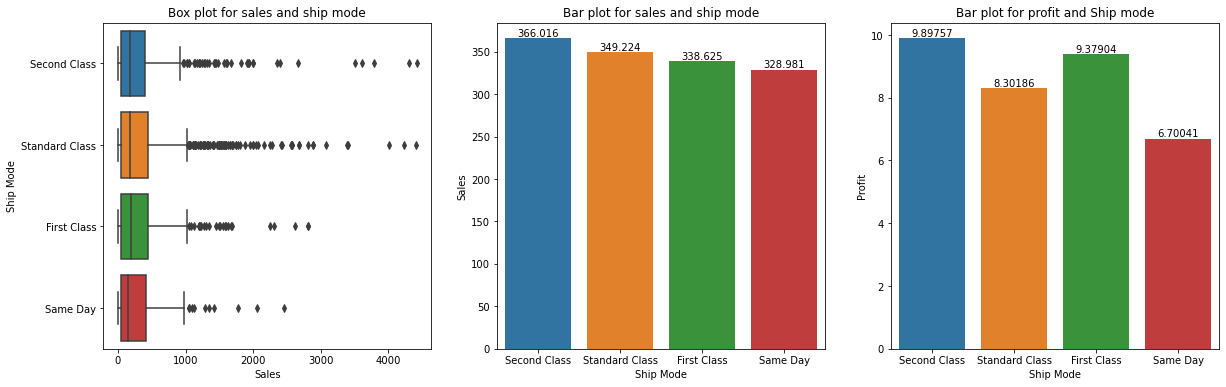 Box plot for sales and ship mode
Ship Mode
Second Class
Standard Class
First Class
Same Day
0 1000 2000 3000 4000
Sales
Bar plot for sales and ship mode
Sales
350
300
250
200
150
100
50
0
366.016
349.224
338.625
328.981
Second Class Standard Class First Class Same Day
Ship Mode
Bar plot for profit and Ship mode
Profit
10
8
6
4
2
0
9.89757
8.30186
9.37904
6.70041
Second Class Standard Class First Class Same Day
Ship Mode